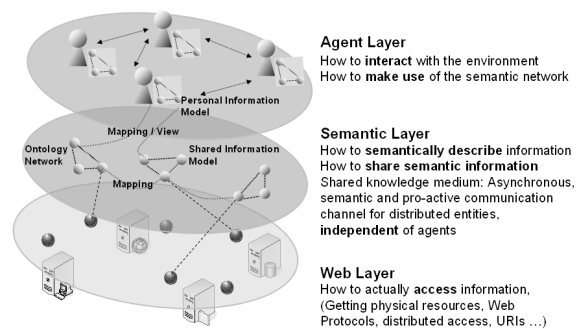 Agent Layer
How to interact with the environment
How to make use of the semantic network
Personal Information
Model
Mapping / View
Ontology
Network
Shared Information
Model
Mapping
Semantic Layer
How to semantically describe information
How to share semantic information
Shared knowledge medium: Asynchronous,
semantic and pro-active communication
channel for distributed entities,
independent of agents
Web Layer
How to actually access information,
(Getting physical resources, Web
Protocols, distributed access, URIs …)